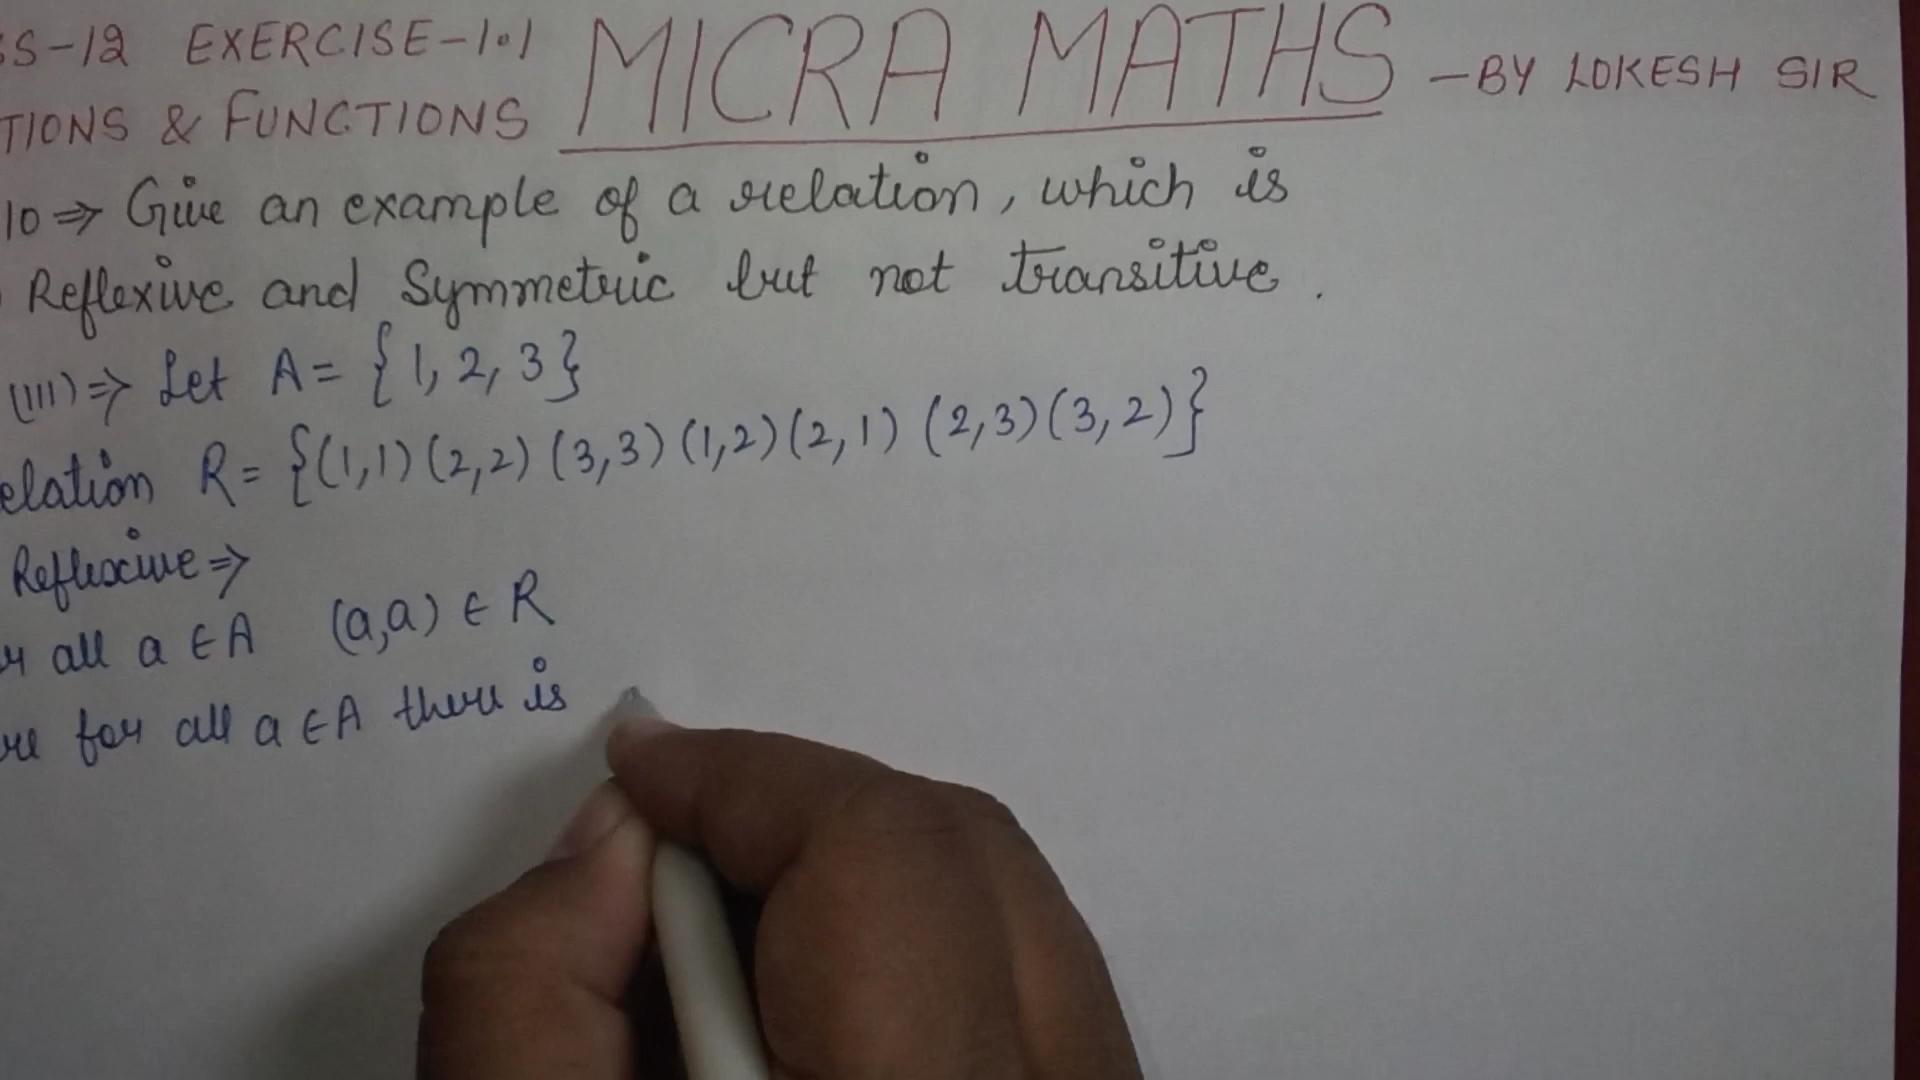 SS-12 EXERCISE-1.1 MICRA MATHS -BY LOKESH SIR
TIONS & FUNCTIONS
10⇒ Give an example of a relation, which is
Reflexive and Symmetric but not transitive.
(III)⇒ Let A = {1, 2, 3}
elation R = {(1,1) (2,2) (3,3) (1,2) (2,1) (2,3) (3,2)}
Reflexive⇒
all a ∈ A (a,a) ∈ R
re for all a ∈ A there is